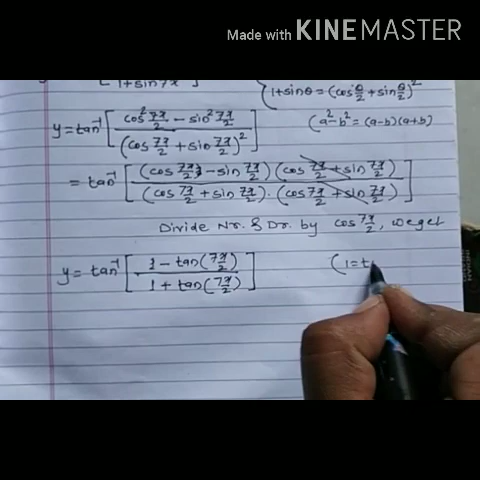 Made with KINEMASTER
1+sin7x ]
{ 1+sinθ = (cos θ/2 + sin θ/2)²
y = tan⁻¹ [ (cos² 7x/2 − sin² 7x/2) / (cos 7x/2 + sin 7x/2)² ]
(a²−b² = (a−b)(a+b)
= tan⁻¹ [ (cos 7x/2 − sin 7x/2) (cos 7x/2 + sin 7x/2) / (cos 7x/2 + sin 7x/2) . (cos 7x/2 + sin 7x/2) ]
Divide Nr. & Dr. by cos 7x/2, we get
y = tan⁻¹ [ (1 − tan(7x/2)) / (1 + tan(7x/2)) ]
(1=t